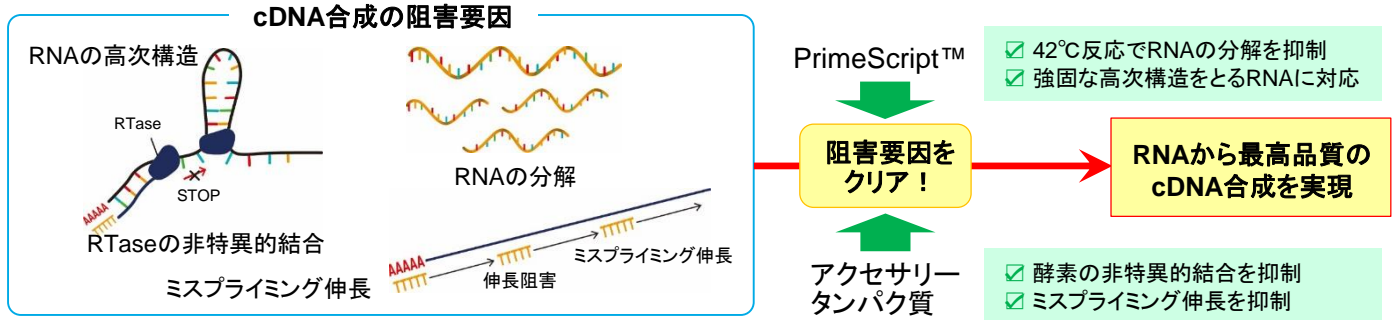 cDNA合成の阻害要因
RNAの高次構造
RTase
STOP
AAAAA
RTaseの非特異的結合
ミスプライミング伸長
RNAの分解
AAAAA
伸長阻害
ミスプライミング伸長
PrimeScript™
阻害要因を
クリア！
アクセサリー
タンパク質
☑ 42℃反応でRNAの分解を抑制
☑ 強固な高次構造をとるRNAに対応
RNAから最高品質の
cDNA合成を実現
☑ 酵素の非特異的結合を抑制
☑ ミスプライミング伸長を抑制